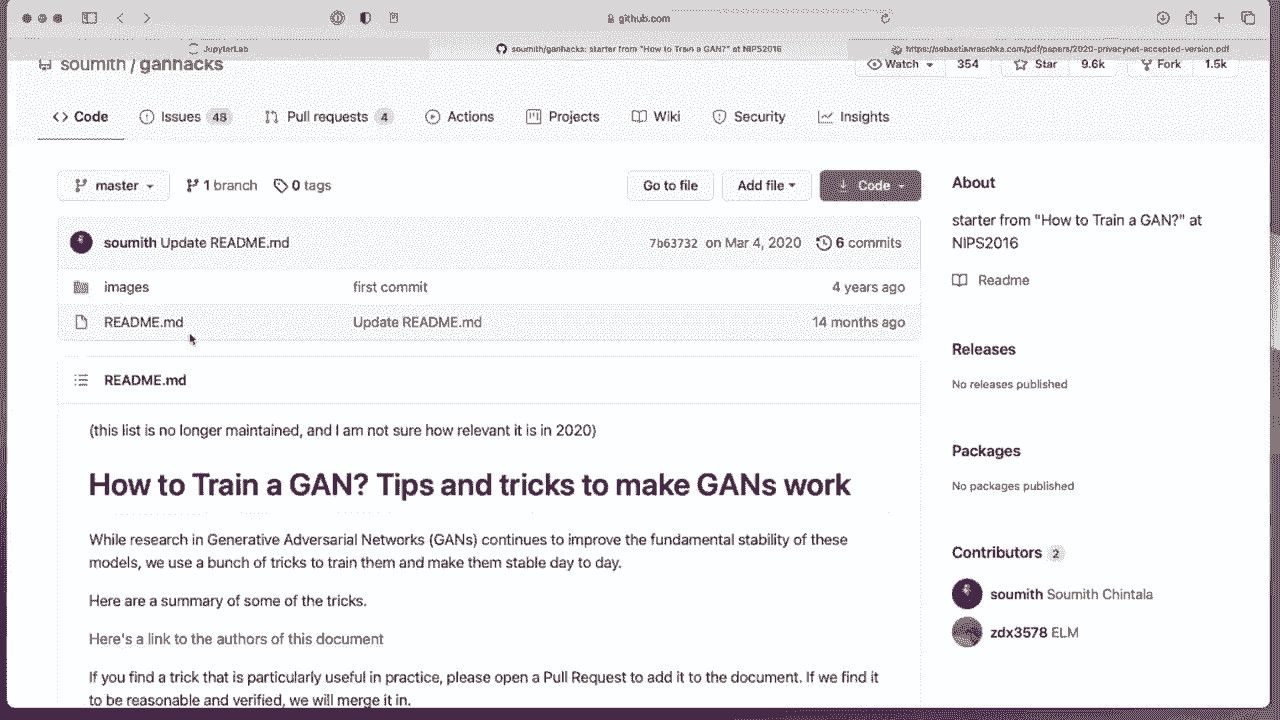 github.com
JupyterLab
soumith/ganhacks: starter from "How to Train a GAN?" at NIPS2016
https://sebastianraschka.com/pdf/papers/2020-privacynet-accepted-version.pdf
soumith / ganhacks
Watch 354
Star 9.6k
Fork 1.5k
Code
Issues 48
Pull requests 4
Actions
Projects
Wiki
Security
Insights
master
1 branch
0 tags
Go to file
Add file
Code
soumith Update README.md
7b63732 on Mar 4, 2020
6 commits
images first commit 4 years ago
README.md Update README.md 14 months ago
README.md
(this list is no longer maintained, and I am not sure how relevant it is in 2020)
How to Train a GAN? Tips and tricks to make GANs work
While research in Generative Adversarial Networks (GANs) continues to improve the fundamental stability of these
models, we use a bunch of tricks to train them and make them stable day to day.
Here are a summary of some of the tricks.
Here's a link to the authors of this document
If you find a trick that is particularly useful in practice, please open a Pull Request to add it to the document. If we find it
to be reasonable and verified, we will merge it in.
About
starter from "How to Train a GAN?" at
NIPS2016
Readme
Releases
No releases published
Packages
No packages published
Contributors 2
soumith Soumith Chintala
zdx3578 ELM